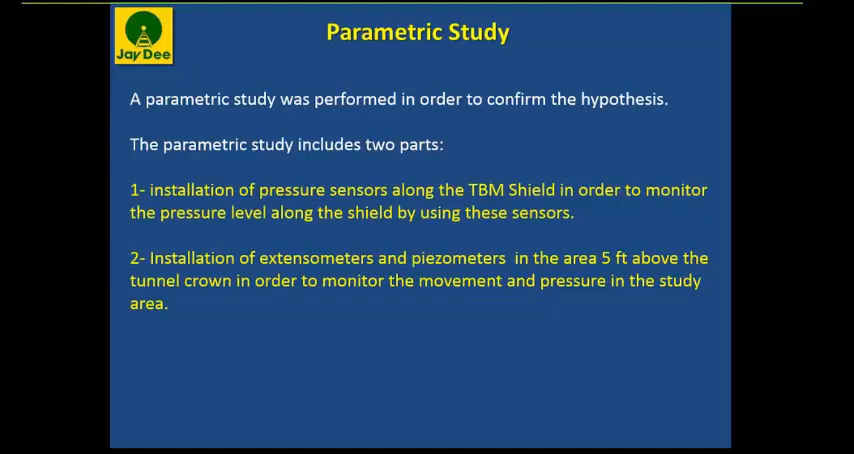 Jay Dee
Parametric Study
A parametric study was performed in order to confirm the hypothesis.
The parametric study includes two parts:
1- installation of pressure sensors along the TBM Shield in order to monitor
the pressure level along the shield by using these sensors.
2- Installation of extensometers and piezometers  in the area 5 ft above the
tunnel crown in order to monitor the movement and pressure in the study
area.